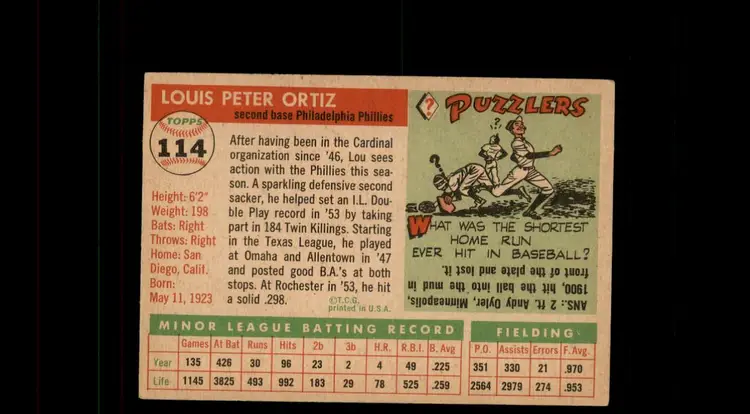 LOUIS PETER ORTIZ
second base Philadelphia Phillies
TOPPS
114
Height: 6'2"
Weight: 198
Bats: Right
Throws: Right
Home: San
Diego, Calif.
Born:
May 11, 1923
After having been in the Cardinal
organization since '46, Lou sees
action with the Phillies this sea-
son. A sparkling defensive second
sacker, he helped set an I.L. Dou-
ble Play record in '53 by taking
part in 184 Twin Killings. Starting
in the Texas League, he played
at Omaha and Allentown in '47
and posted good B.A.'s at both
stops. At Rochester in '53, he hit
a solid .298.
©T.C.G.
printed in U.S.A.
? PUZZLERS
?
? !
WHAT WAS THE SHORTEST
HOME RUN
EVER HIT IN BASEBALL?
ANS.: 2 ft. Andy Oyler, Minneapolis,
1900, hit the ball into the mud in
front of the plate and lost it.
MINOR LEAGUE BATTING RECORD FIELDING
Games At Bat Runs Hits 2b 3b H.R. R.B.I. B. Avg P.O. Assists Errors F. Avg.
Year 135 426 30 96 23 2 4 49 .225 351 330 21 .970
Life 1145 3825 493 992 183 29 78 525 .259 2564 2979 274 .953